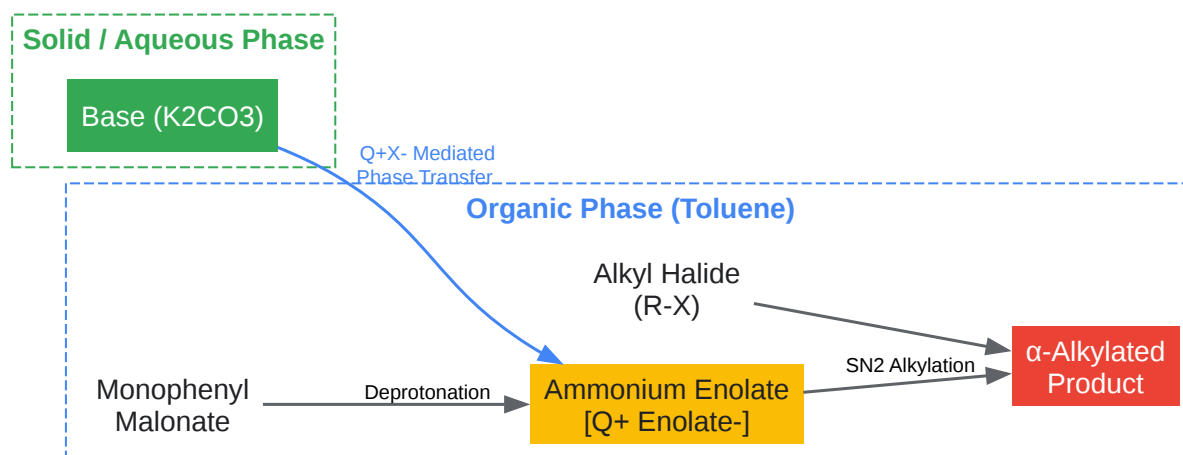 Solid / Aqueous Phase
Base (K2CO3)
Q+X- Mediated
Phase Transfer
Organic Phase (Toluene)
Alkyl Halide
(R-X)
Monophenyl
Malonate
Deprotonation
Ammonium Enolate
[Q+ Enolate-]
SN2 Alkylation
α-Alkylated
Product